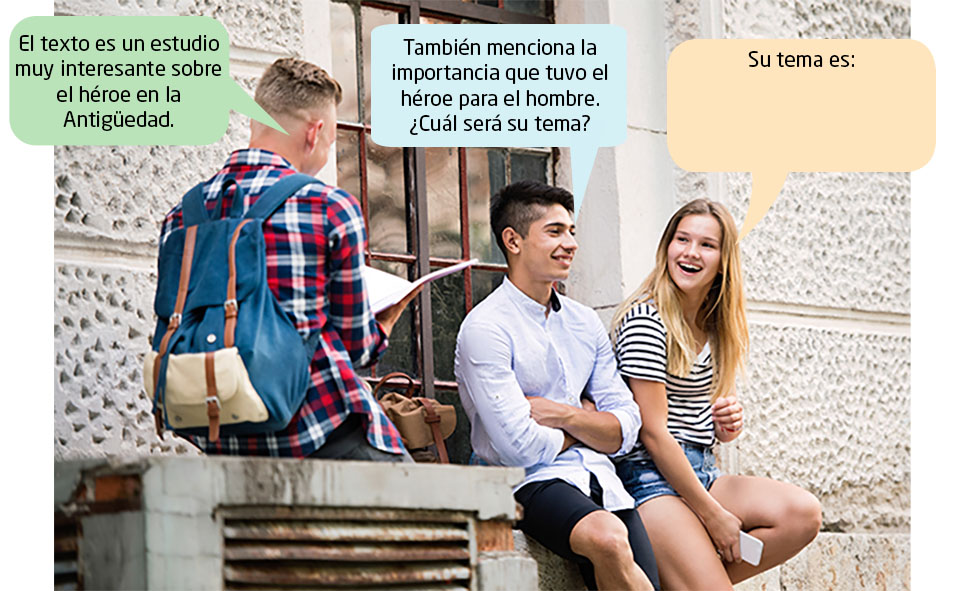 El texto es un estudio
muy interesante sobre
el héroe en la
Antigüedad.
También menciona la
importancia que tuvo el
héroe para el hombre.
¿Cuál será su tema?
Su tema es: